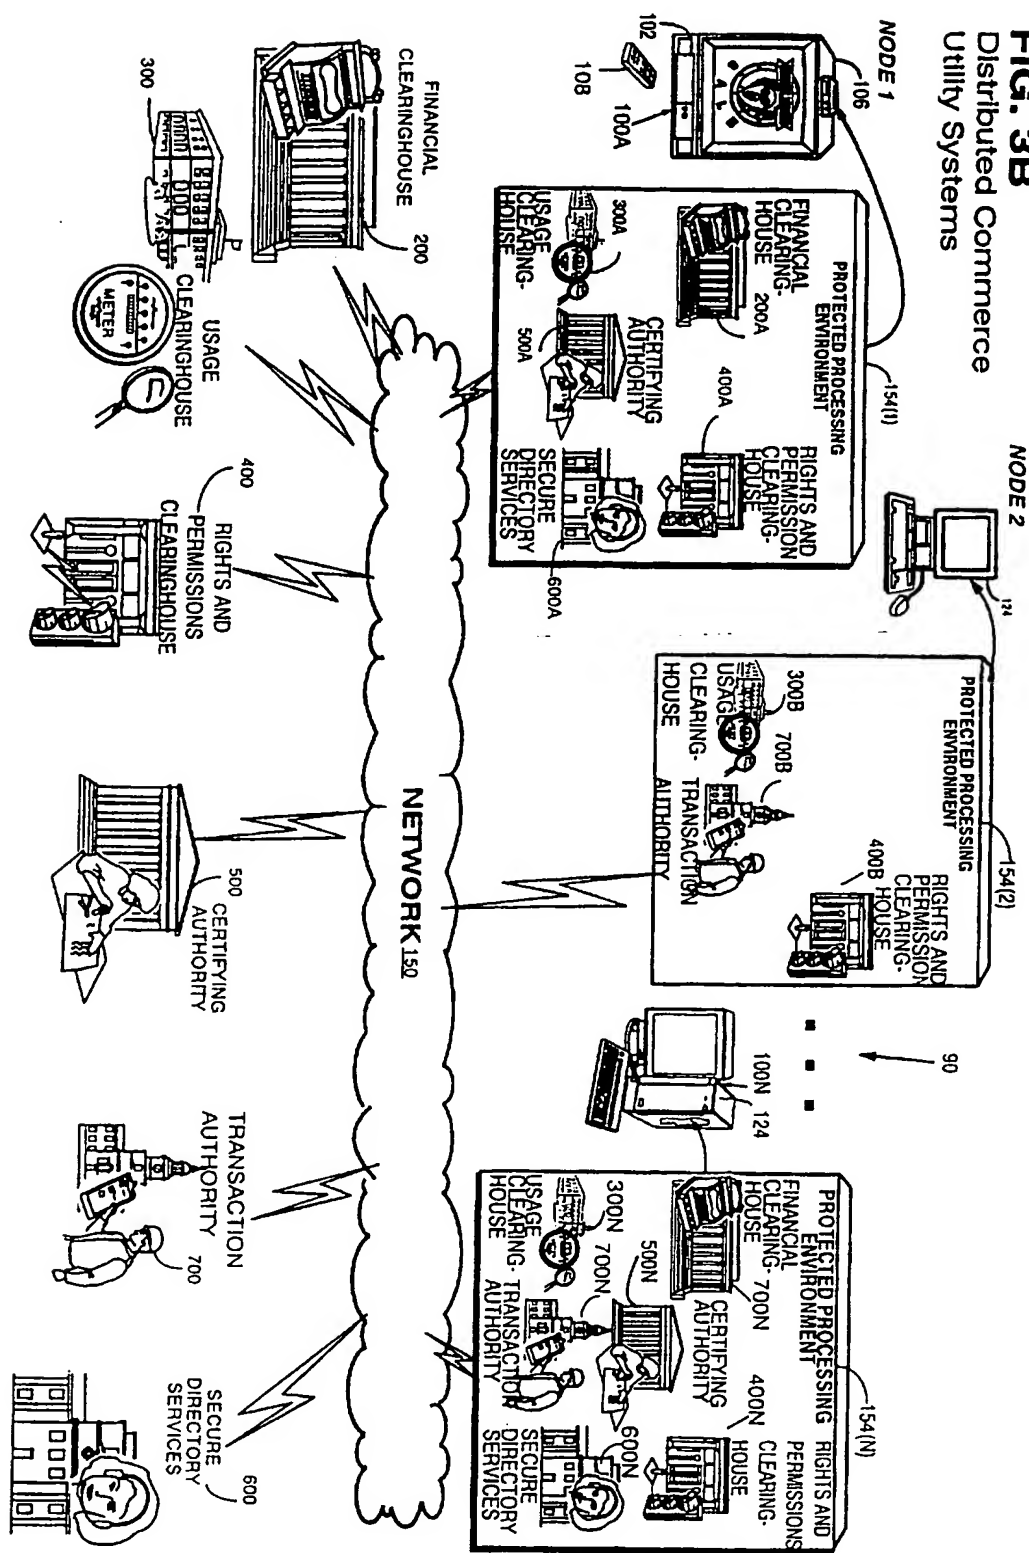 FIG. 3B
Distributed Commerce
Utility Systems
NODE 1
106
102
10B
100A
NODE 2
124
154(1)
PROTECTED PROCESSING
ENVIRONMENT
FINANCIAL
CLEARING-
HOUSE
200A
400A
RIGHTS AND
PERMISSION
CLEARING-
HOUSE
300A
USAGE
CLEARING-
HOUSE
CERTIFYING
AUTHORITY
500A
SECURE
DIRECTORY
SERVICES
600A
154(2)
PROTECTED PROCESSING
ENVIRONMENT
300B
USAGE
CLEARING-
HOUSE
700B
TRANSACTION
AUTHORITY
400B
RIGHTS AND
PERMISSION
CLEARING-
HOUSE
90
100N
124
154(N)
PROTECTED PROCESSING
ENVIRONMENT
FINANCIAL
CLEARING-
HOUSE
700N
CERTIFYING
AUTHORITY
500N
400N
RIGHTS AND
PERMISSIONS
CLEARING-
HOUSE
300N
USAGE
CLEARING-
HOUSE
700N
TRANSACTION
AUTHORITY
600N
SECURE
DIRECTORY
SERVICES
NETWORK 150
FINANCIAL
CLEARINGHOUSE
200
300
USAGE
CLEARINGHOUSE
METER
400
RIGHTS AND
PERMISSIONS
CLEARINGHOUSE
500
CERTIFYING
AUTHORITY
TRANSACTION
AUTHORITY
700
SECURE
DIRECTORY
SERVICES
600